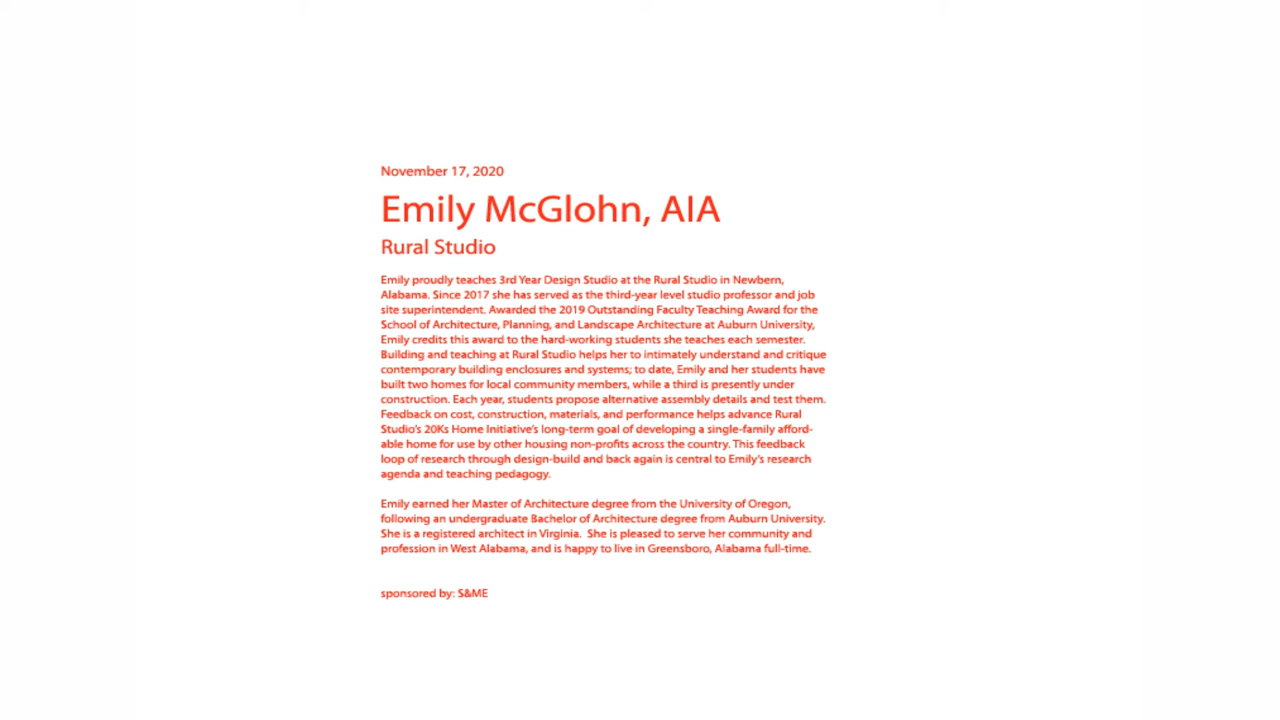 November 17, 2020
Emily McGlohn, AIA
Rural Studio
Emily proudly teaches 3rd Year Design Studio at the Rural Studio in Newbern,
Alabama. Since 2017 she has served as the third-year level studio professor and job
site superintendent. Awarded the 2019 Outstanding Faculty Teaching Award for the
School of Architecture, Planning, and Landscape Architecture at Auburn University,
Emily credits this award to the hard-working students she teaches each semester.
Building and teaching at Rural Studio helps her to intimately understand and critique
contemporary building enclosures and systems; to date, Emily and her students have
built two homes for local community members, while a third is presently under
construction. Each year, students propose alternative assembly details and test them.
Feedback on cost, construction, materials, and performance helps advance Rural
Studio's 20Ks Home Initiative's long-term goal of developing a single-family afford-
able home for use by other housing non-profits across the country. This feedback
loop of research through design-build and back again is central to Emily's research
agenda and teaching pedagogy.
Emily earned her Master of Architecture degree from the University of Oregon,
following an undergraduate Bachelor of Architecture degree from Auburn University.
She is a registered architect in Virginia.  She is pleased to serve her community and
profession in West Alabama, and is happy to live in Greensboro, Alabama full-time.
sponsored by: S&ME